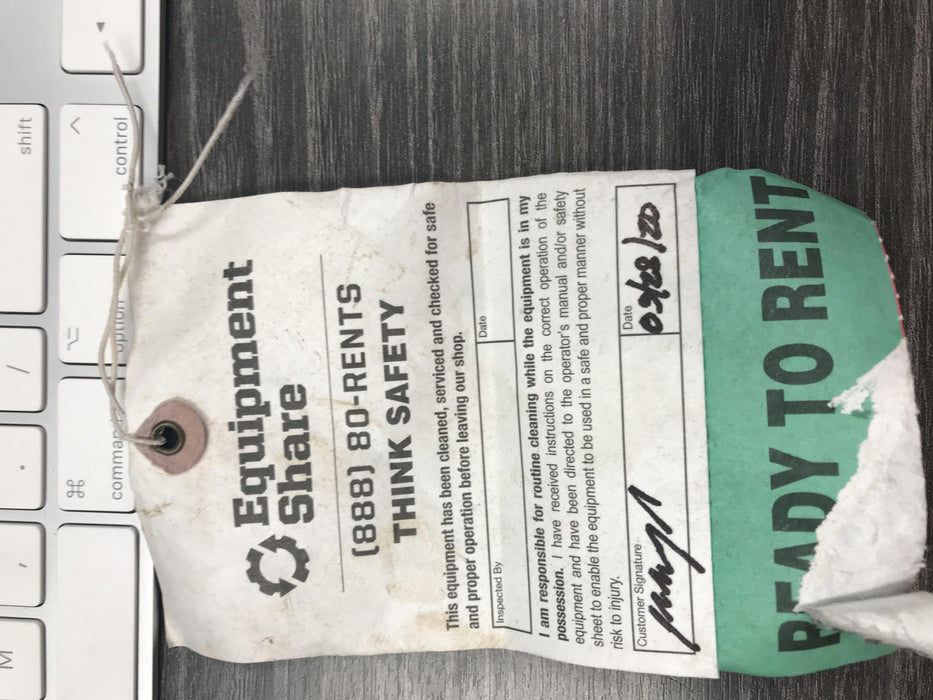 Equipment
Share
(888) 80-RENTS
THINK SAFETY
This equipment has been cleaned, serviced and checked for safe
and proper operation before leaving our shop.
Inspected By
Date
I am responsible for routine cleaning while the equipment is in my
possession. I have received instructions on the correct operation of the
equipment and have been directed to the operator's manual and/or safety
sheet to enable the equipment to be used in a safe and proper manner without
risk to injury.
Customer Signature
Date
09/28/20
READY TO RENT
shift
control
option
⌘
command
/
.
,
M